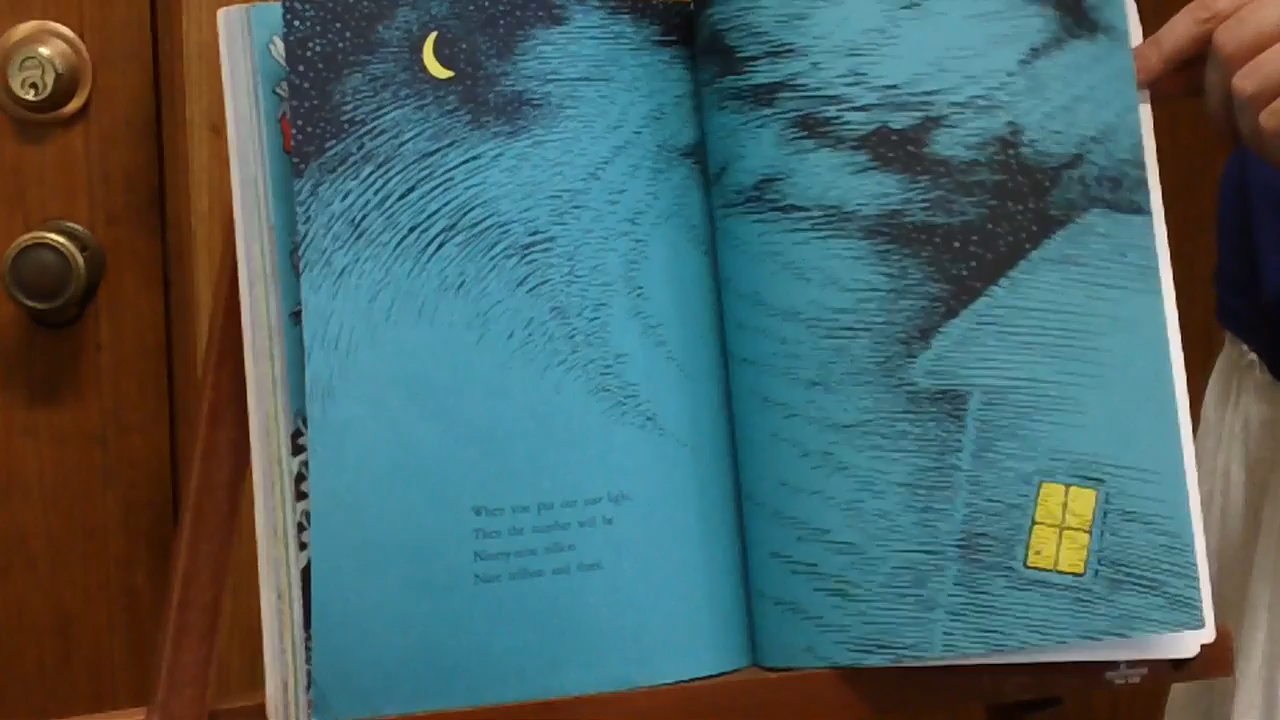 When you put out your light,
Then the number will be
Ninety-nine zillion
Nine trillion and three.